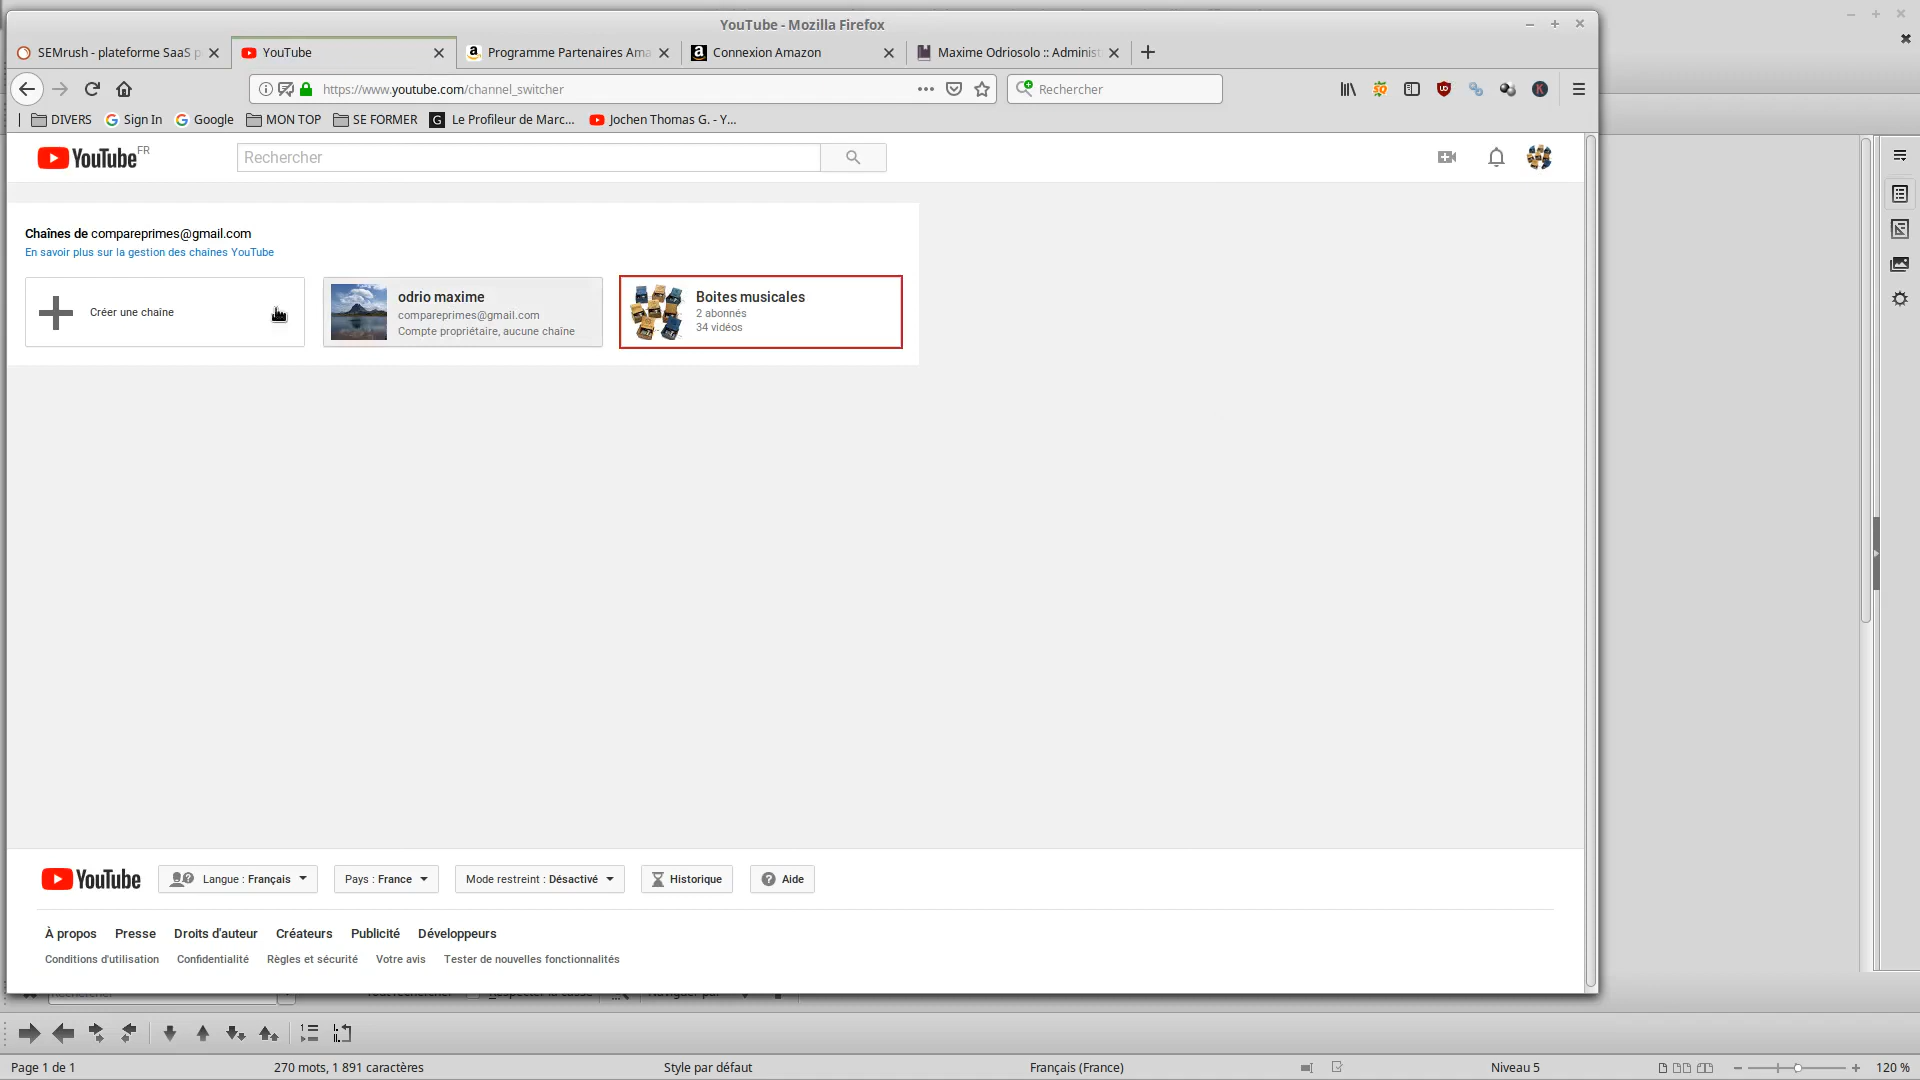 YouTube - Mozilla Firefox
SEMrush - plateforme SaaS p
YouTube
Programme Partenaires Ama
Connexion Amazon
Maxime Odriosolo :: Administ
https://www.youtube.com/channel_switcher
Rechercher
DIVERS
Sign In
Google
MON TOP
SE FORMER
Le Profileur de Marc...
Jochen Thomas G. - Y...
YouTube FR
Rechercher
Chaînes de compareprimes@gmail.com
En savoir plus sur la gestion des chaînes YouTube
Créer une chaîne
odrio maxime
compareprimes@gmail.com
Compte propriétaire, aucune chaîne
Boites musicales
2 abonnés
34 vidéos
YouTube
Langue : Français
Pays : France
Mode restreint : Désactivé
Historique
Aide
À propos Presse Droits d'auteur Créateurs Publicité Développeurs
Conditions d'utilisation Confidentialité Règles et sécurité Votre avis Tester de nouvelles fonctionnalités
Page 1 de 1
270 mots, 1 891 caractères
Style par défaut
Français (France)
Niveau 5
120 %